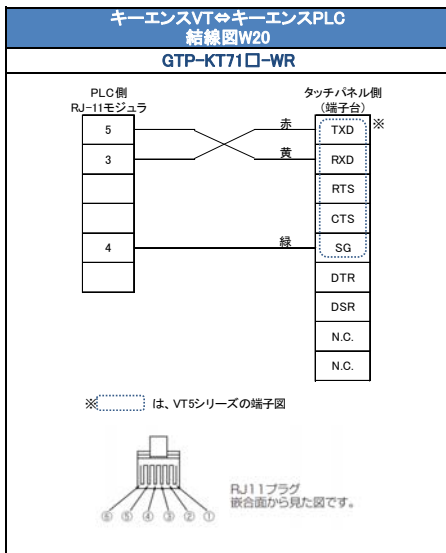 キーエンスVT⇔キーエンスPLC
結線図W20
GTP-KT71□-WR
PLC側
RJ-11モジュラ
タッチパネル側
(端子台)
5
赤
TXD
※
3
黄
RXD
RTS
CTS
4
緑
SG
DTR
DSR
N.C.
N.C.
※ は、VT5シリーズの端子図
RJ11プラグ
嵌合面から見た図です。
⑥ ⑤ ④ ③ ② ①